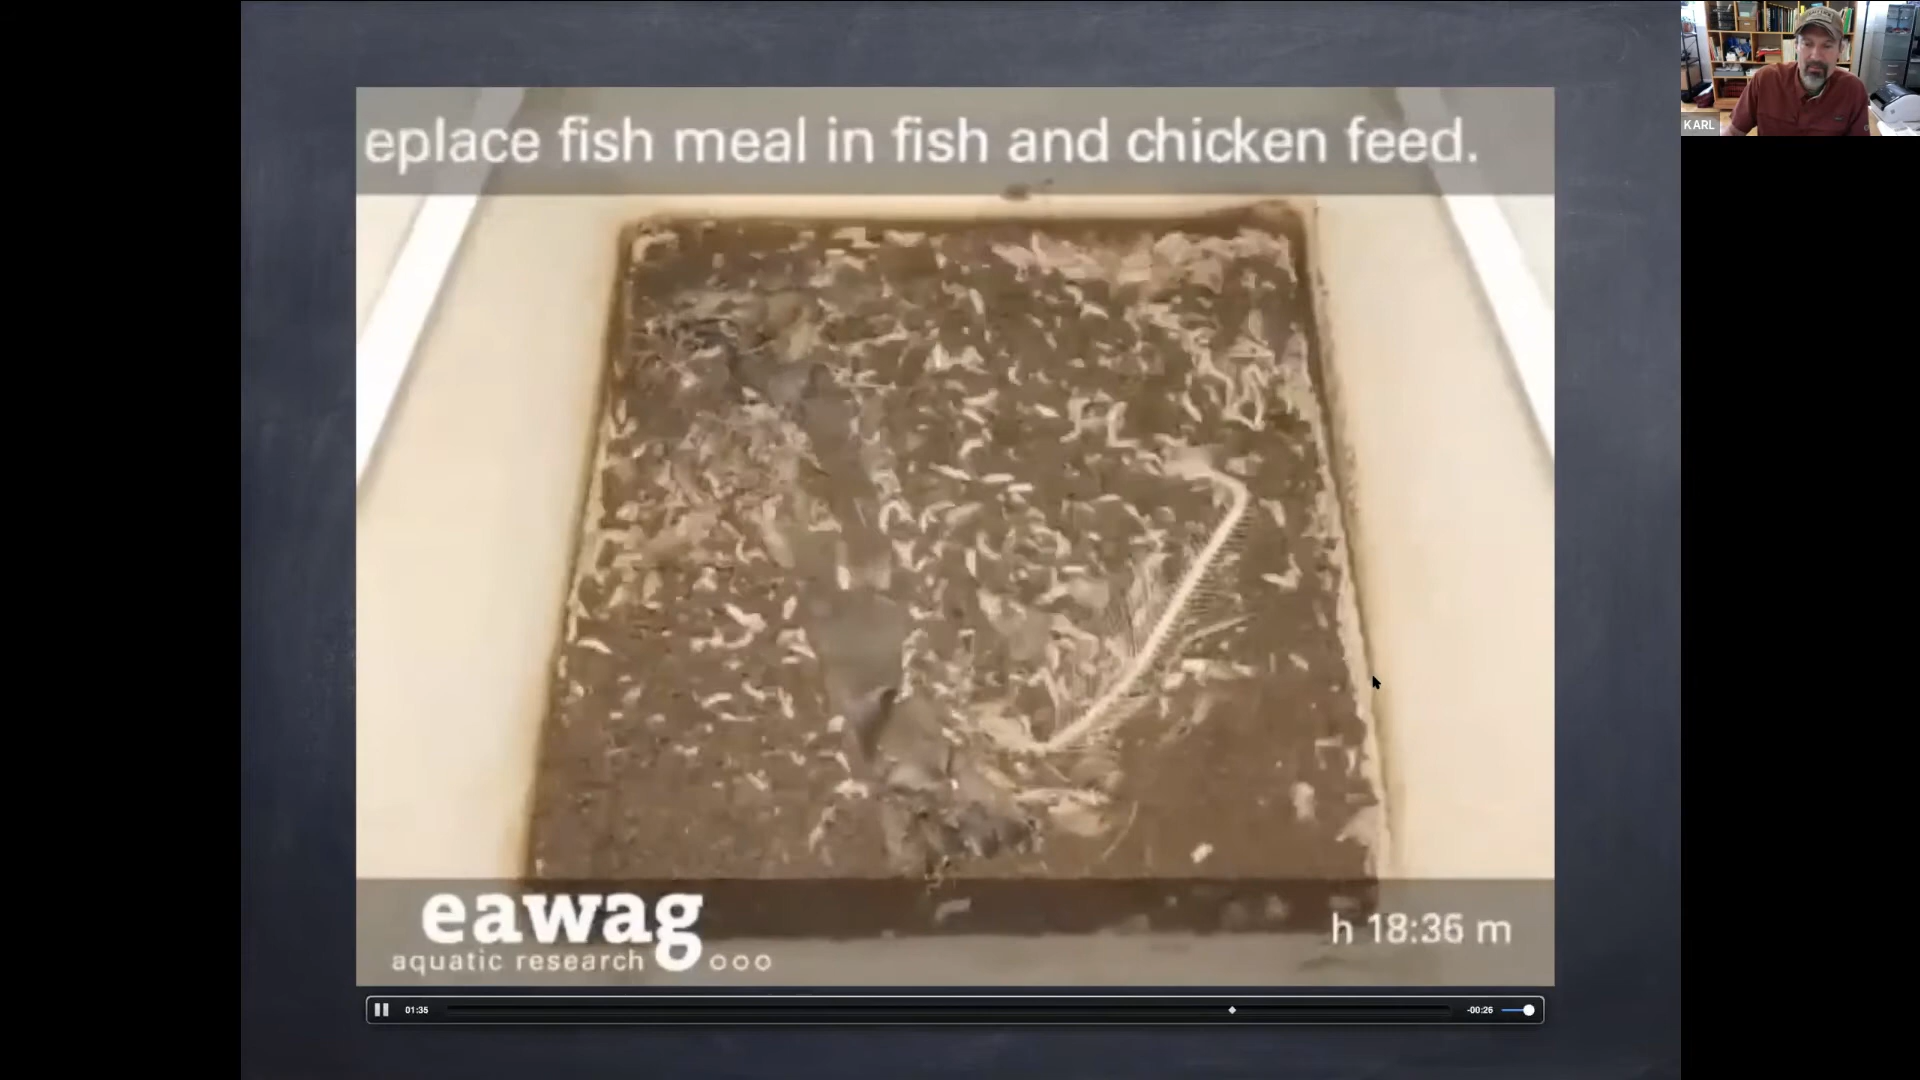 eplace fish meal in fish and chicken feed.
KARL
eawag
aquatic research
h 18:36 m
01:35
-00:26